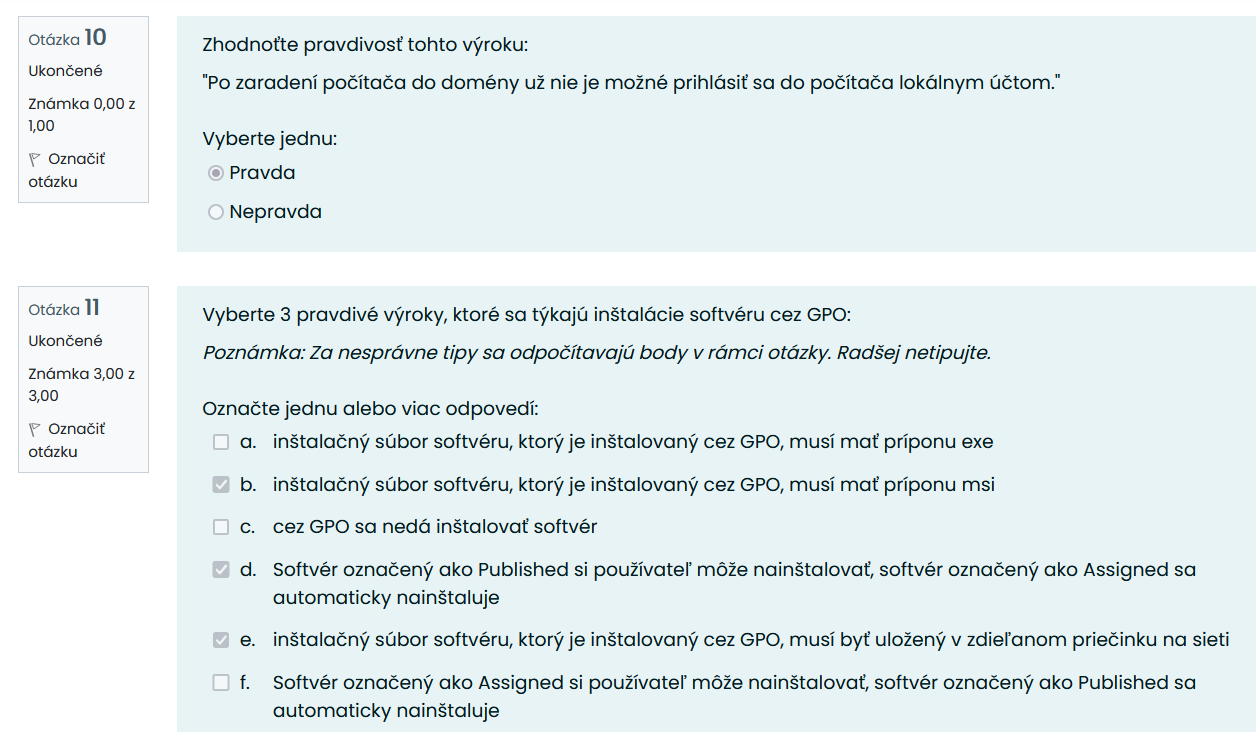 Otázka 10
Ukončené
Známka 0,00 z
1,00
Označiť
otázku
Zhodnoťte pravdivosť tohto výroku:
"Po zaradení počítača do domény už nie je možné prihlásiť sa do počítača lokálnym účtom."
Vyberte jednu:
Pravda
Nepravda
Otázka 11
Ukončené
Známka 3,00 z
3,00
Označiť
otázku
Vyberte 3 pravdivé výroky, ktoré sa týkajú inštalácie softvéru cez GPO:
Poznámka: Za nesprávne tipy sa odpočítavajú body v rámci otázky. Radšej netipujte.
Označte jednu alebo viac odpovedí:
a. inštalačný súbor softvéru, ktorý je inštalovaný cez GPO, musí mať príponu exe
b. inštalačný súbor softvéru, ktorý je inštalovaný cez GPO, musí mať príponu msi
c. cez GPO sa nedá inštalovať softvér
d. Softvér označený ako Published si používateľ môže nainštalovať, softvér označený ako Assigned sa
automaticky nainštaluje
e. inštalačný súbor softvéru, ktorý je inštalovaný cez GPO, musí byť uložený v zdieľanom priečinku na sieti
f. Softvér označený ako Assigned si používateľ môže nainštalovať, softvér označený ako Published sa
automaticky nainštaluje